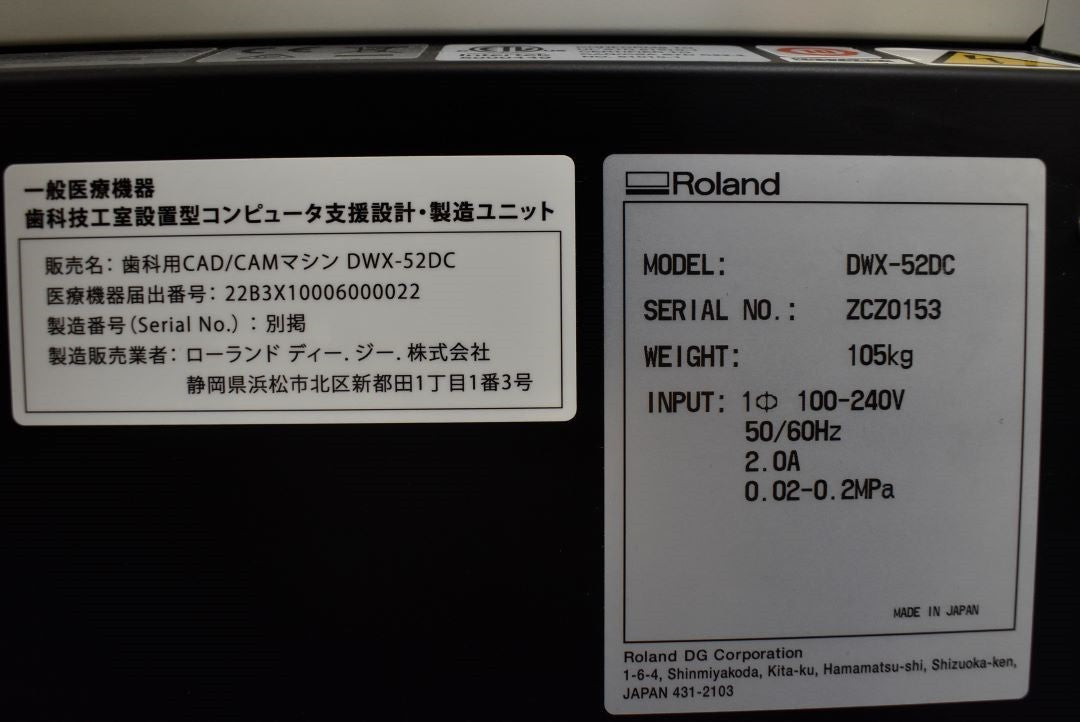 一般医療機器
歯科技工室設置型コンピュータ支援設計・製造ユニット
販売名：歯科用CAD/CAMマシン DWX-52DC
医療機器届出番号：22B3X10006000022
製造番号（Serial No.）：別掲
製造販売業者：ローランド ディー．ジー．株式会社
静岡県浜松市北区新都田1丁目1番3号
Roland
MODEL: DWX-52DC
SERIAL NO.: ZCZ0153
WEIGHT: 105kg
INPUT: 1Φ 100-240V
50/60Hz
2.0A
0.02-0.2MPa
MADE IN JAPAN
Roland DG Corporation
1-6-4, Shinmiyakoda, Kita-ku, Hamamatsu-shi, Shizuoka-ken,
JAPAN 431-2103